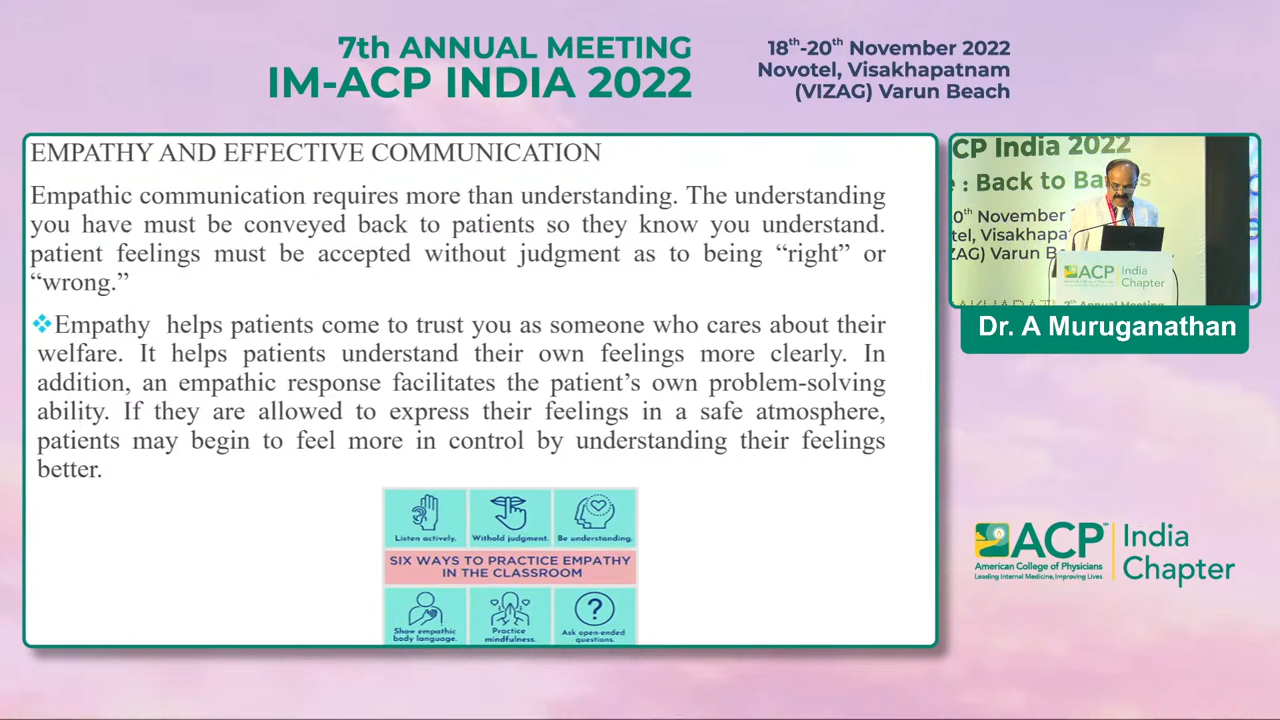 7th ANNUAL MEETING
IM-ACP INDIA 2022
18th-20th November 2022
Novotel, Visakhapatnam
(VIZAG) Varun Beach
EMPATHY AND EFFECTIVE COMMUNICATION
Empathic communication requires more than understanding. The understanding
you have must be conveyed back to patients so they know you understand.
patient feelings must be accepted without judgment as to being “right” or
“wrong.”
❖Empathy helps patients come to trust you as someone who cares about their
welfare. It helps patients understand their own feelings more clearly. In
addition, an empathic response facilitates the patient’s own problem-solving
ability. If they are allowed to express their feelings in a safe atmosphere,
patients may begin to feel more in control by understanding their feelings
better.
Listen actively.
Withold judgment.
Be understanding.
SIX WAYS TO PRACTICE EMPATHY
IN THE CLASSROOM
Show empathic
body language.
Practice
mindfulness.
Ask open-ended
questions.
CP India 2022
: Back to Ba
0th November
tel, Visakhapa
ZAG) Varun B
ACP
India
Chapter
7th Annual Meeting
Dr. A Muruganathan
ACP™
American College of Physicians
Leading Internal Medicine, Improving Lives
India
Chapter